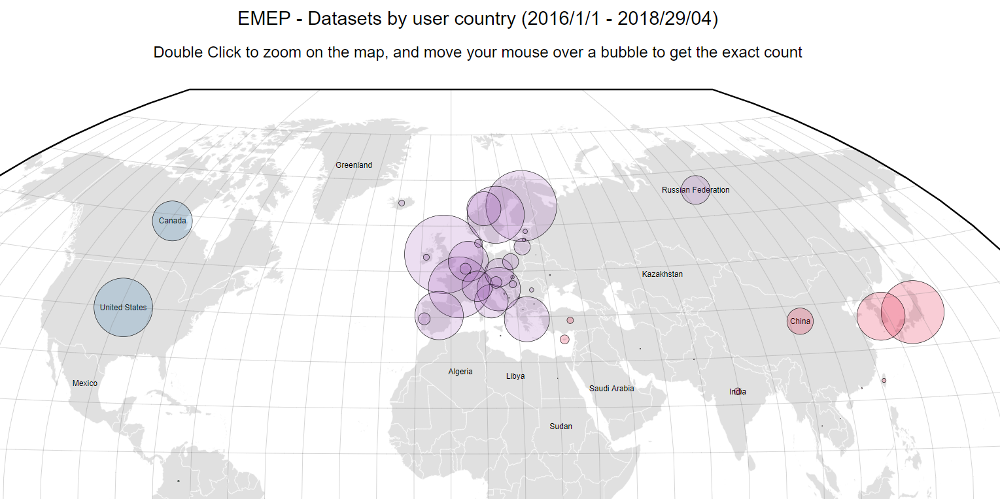 EMEP - Datasets by user country (2016/1/1 - 2018/29/04)
Double Click to zoom on the map, and move your mouse over a bubble to get the exact count
Greenland
Russian Federation
Canada
Kazakhstan
United States
China
Algeria
Libya
Mexico
Saudi Arabia
India
Sudan